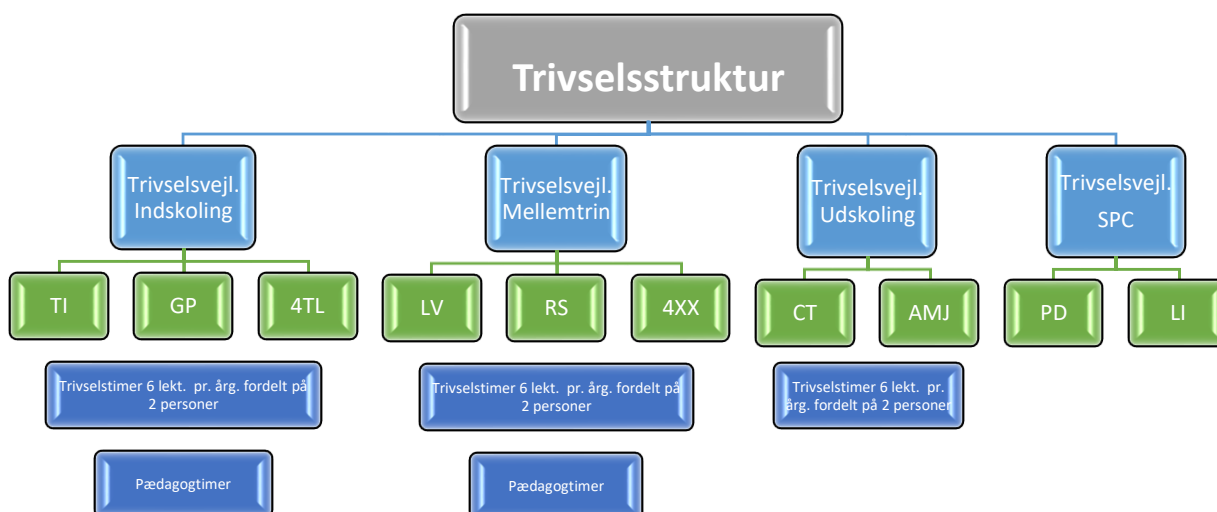 Trivselsstruktur
Trivselsvejl.
Indskoling
Trivselsvejl.
Mellemtrin
Trivselsvejl.
Udskoling
Trivselsvejl.
SPC
TI
GP
4TL
LV
RS
4XX
CT
AMJ
PD
LI
Trivselstimer 6 lekt.  pr. årg. fordelt på
2 personer
Trivselstimer 6 lekt.  pr. årg. fordelt på
2 personer
Trivselstimer 6 lekt.  pr.
årg. fordelt på 2 personer
Pædagogtimer
Pædagogtimer